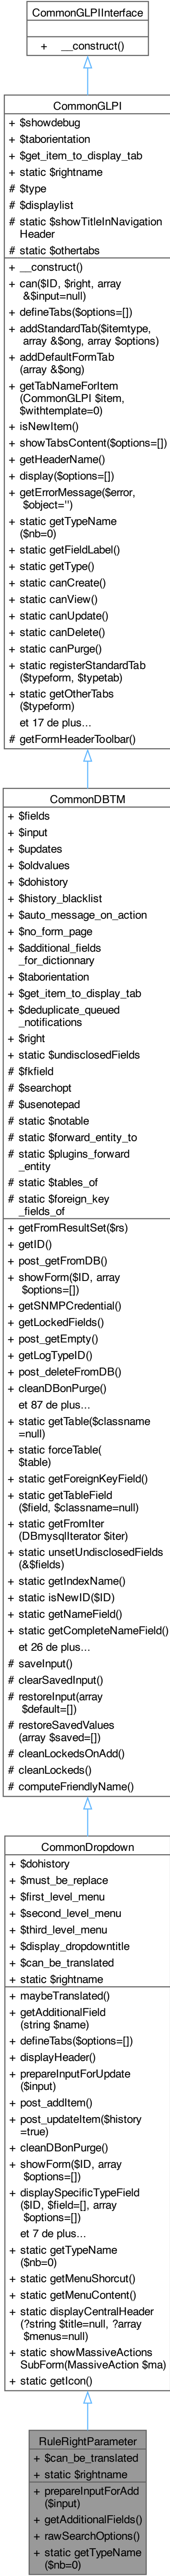 CommonGLPIInterface
+ __construct()
CommonGLPI
+ $showdebug
+ $taborientation
+ $get_item_to_display_tab
+ static $rightname
# $type
# $displaylist
# static $showTitleInNavigation
Header
# static $othertabs
+ __construct()
+ can($ID, $right, array
&$input=null)
+ defineTabs($options=[])
+ addStandardTab($itemtype,
array &$ong, array $options)
+ addDefaultFormTab
(array &$ong)
+ getTabNameForItem
(CommonGLPI $item,
$withtemplate=0)
+ isNewItem()
+ showTabsContent($options=[])
+ getHeaderName()
+ display($options=[])
+ getErrorMessage($error,
$object='')
+ static getTypeName
($nb=0)
+ static getFieldLabel()
+ static getType()
+ static canCreate()
+ static canView()
+ static canUpdate()
+ static canDelete()
+ static canPurge()
+ static registerStandardTab
($typeform, $typetab)
+ static getOtherTabs
($typeform)
et 17 de plus...
# getFormHeaderToolbar()
CommonDBTM
+ $fields
+ $input
+ $updates
+ $oldvalues
+ $dohistory
+ $history_blacklist
+ $auto_message_on_action
+ $no_form_page
+ $additional_fields
_for_dictionnary
+ $taborientation
+ $get_item_to_display_tab
+ $deduplicate_queued
_notifications
+ $right
+ static $undisclosedFields
# $fkfield
# $searchopt
# $usenotepad
# static $notable
# static $forward_entity_to
# static $plugins_forward
_entity
# static $tables_of
# static $foreign_key
_fields_of
+ getFromResultSet($rs)
+ getID()
+ post_getFromDB()
+ showForm($ID, array
$options=[])
+ getSNMPCredential()
+ getLockedFields()
+ post_getEmpty()
+ getLogTypeID()
+ post_deleteFromDB()
+ cleanDBonPurge()
et 87 de plus...
+ static getTable($classname
=null)
+ static forceTable(
$table)
+ static getForeignKeyField()
+ static getTableField
($field, $classname=null)
+ static getFromIter
(DBmysqlIterator $iter)
+ static unsetUndisclosedFields
(&$fields)
+ static getIndexName()
+ static isNewID($ID)
+ static getNameField()
+ static getCompleteNameField()
et 26 de plus...
# saveInput()
# clearSavedInput()
# restoreInput(array
$default=[])
# restoreSavedValues
(array $saved=[])
# cleanLockedsOnAdd()
# cleanLockeds()
# computeFriendlyName()
CommonDropdown
+ $dohistory
+ $must_be_replace
+ $first_level_menu
+ $second_level_menu
+ $third_level_menu
+ $display_dropdowntitle
+ $can_be_translated
+ static $rightname
+ maybeTranslated()
+ getAdditionalField
(string $name)
+ defineTabs($options=[])
+ displayHeader()
+ prepareInputForUpdate
($input)
+ post_addItem()
+ post_updateItem($history
=true)
+ cleanDBonPurge()
+ showForm($ID, array
$options=[])
+ displaySpecificTypeField
($ID, $field=[], array
$options=[])
et 7 de plus...
+ static getTypeName
($nb=0)
+ static getMenuShorcut()
+ static getMenuContent()
+ static displayCentralHeader
(?string $title=null, ?array
$menus=null)
+ static showMassiveActions
SubForm(MassiveAction $ma)
+ static getIcon()
RuleRightParameter
+ $can_be_translated
+ static $rightname
+ prepareInputForAdd
($input)
+ getAdditionalFields()
+ rawSearchOptions()
+ static getTypeName
($nb=0)